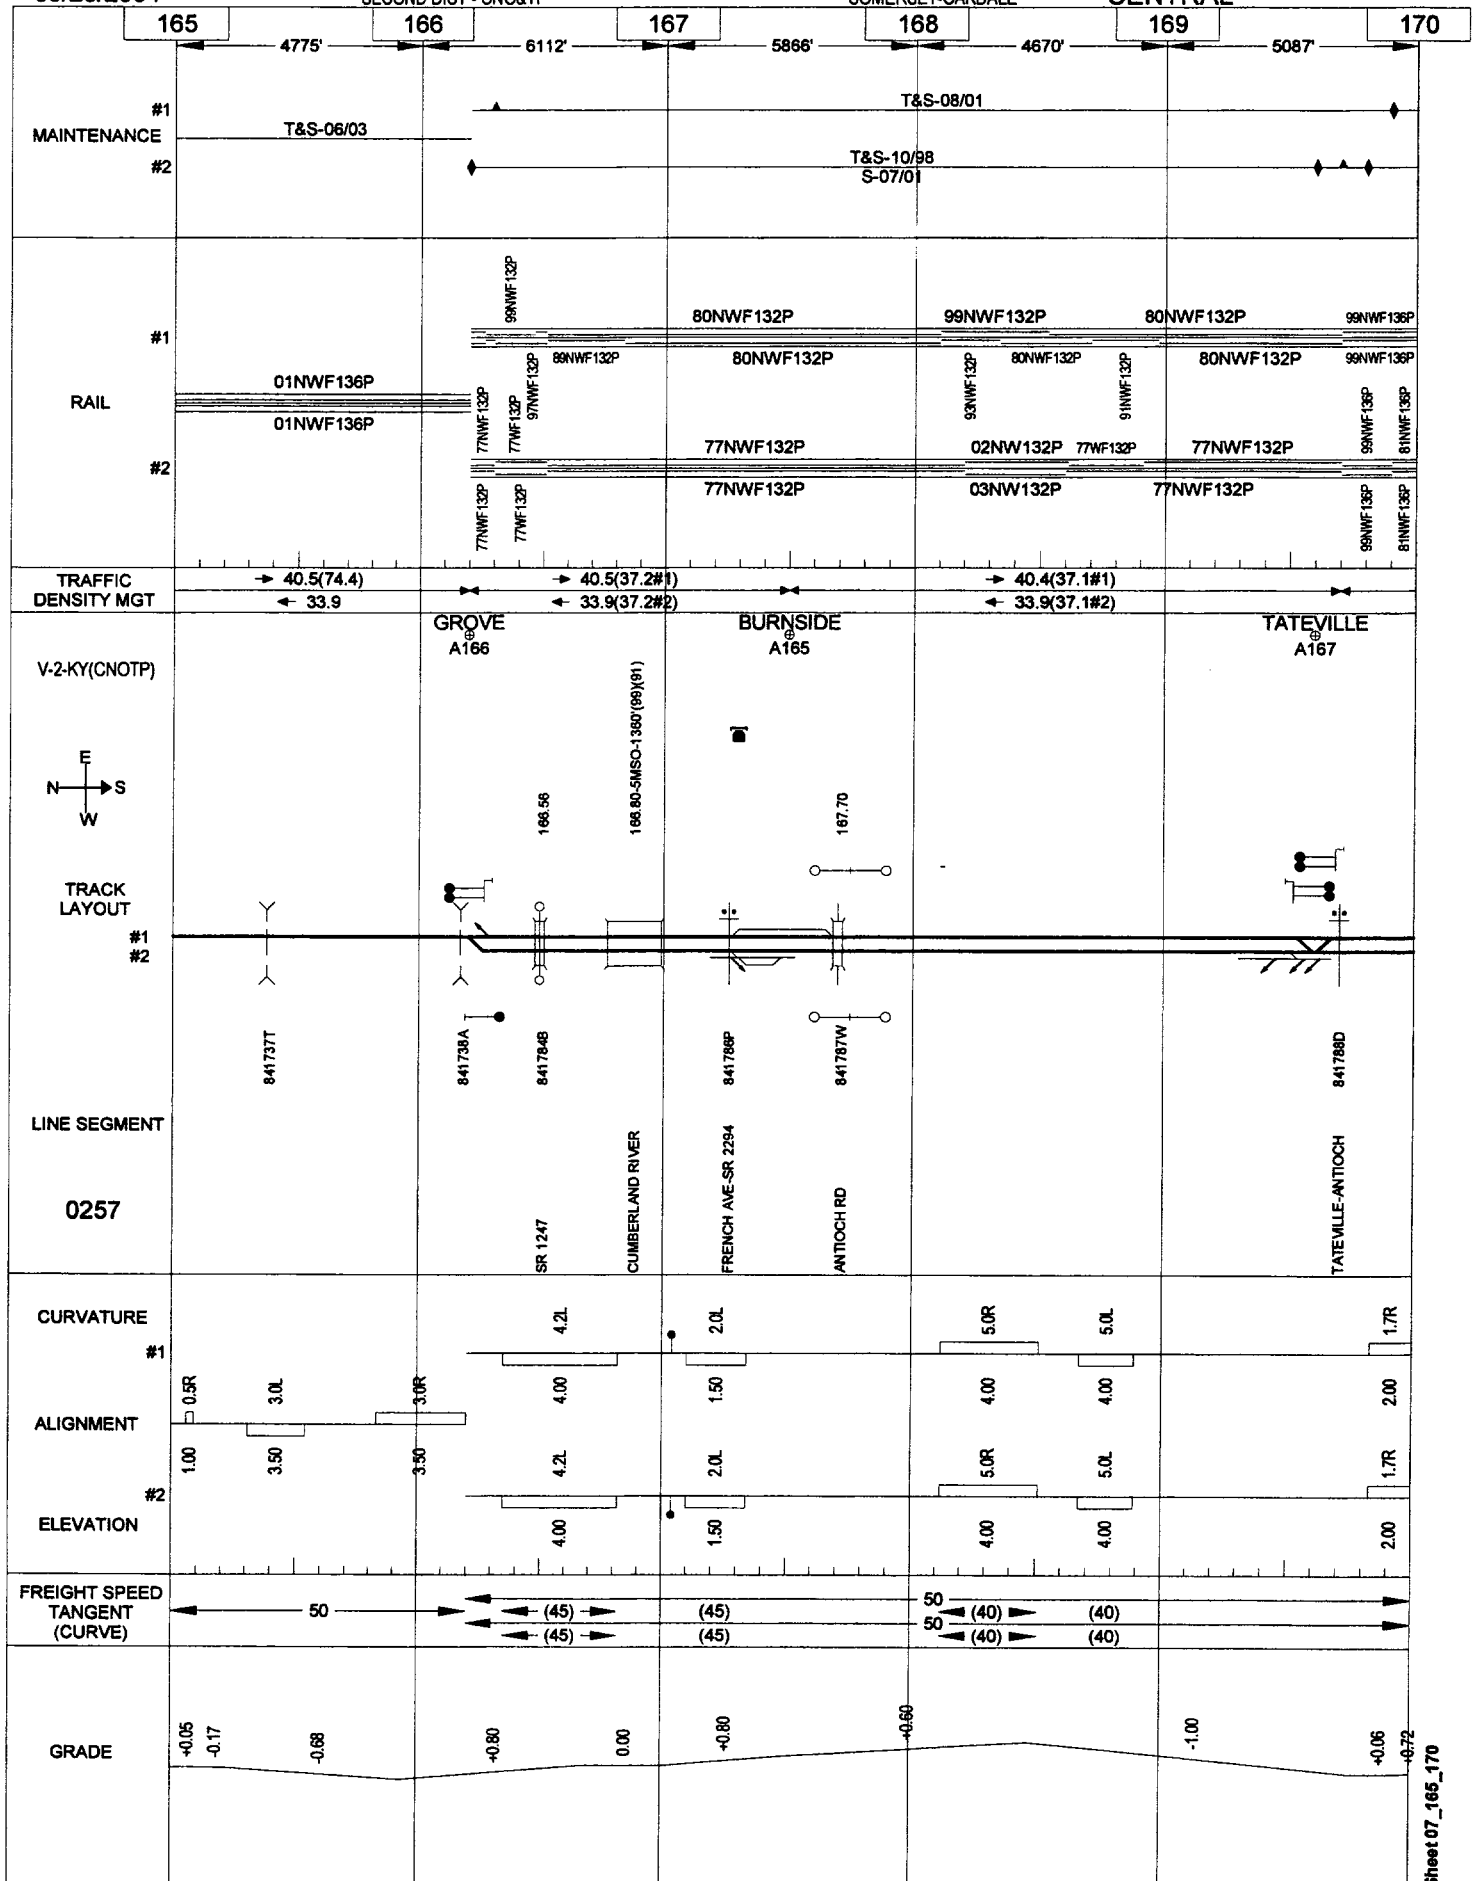 165 166 167 168 169 170
4775' 6112' 5866' 4670' 5087'
#1 T&S-08/01
MAINTENANCE T&S-06/03
#2 T&S-10/98
S-07/01
99NWF132P
80NWF132P 99NWF132P 80NWF132P 99NWF136P
#1
89NWF132P 80NWF132P 80NWF132P 80NWF132P 99NWF136P
97NWF132P 93NWF132P 91NWF132P
01NWF136P
RAIL
01NWF136P
77NWF132P 77WF132P 99NWF136P 81NWF136P
77NWF132P 02NW132P 77WF132P 77NWF132P
#2
77NWF132P 03NW132P 77NWF132P
77NWF132P 77WF132P 99NWF136P 81NWF136P
TRAFFIC 40.5(74.4) 40.5(37.2#1) 40.4(37.1#1)
DENSITY MGT 33.9 33.9(37.2#2) 33.9(37.1#2)
GROVE BURNSIDE TATEVILLE
A166 A165 A167
V-2-KY(CNOTP)
166.80-5MSO-1360'(99)(91)
E
N S
W
166.56 167.70
TRACK
LAYOUT
#1
#2
841737T 841738A 841784B 841786P 841787W 841788D
LINE SEGMENT
0257
SR 1247 CUMBERLAND RIVER FRENCH AVE-SR 2294 ANTIOCH RD TATEVILLE-ANTIOCH
CURVATURE 4.2L 2.0L 5.0R 5.0L 1.7R
#1
4.00 1.50 4.00 4.00 2.00
0.5R 3.0L 3.0R
ALIGNMENT
1.00 3.50 3.50
4.2L 2.0L 5.0R 5.0L 1.7R
#2
ELEVATION 4.00 1.50 4.00 4.00 2.00
FREIGHT SPEED 50
TANGENT 50 (45) (45) (40) (40)
50
(CURVE) (45) (45) (40) (40)
GRADE +0.05 -0.17 -0.68 +0.80 0.00 +0.80 +0.60 -1.00 +0.06 +0.72
Sheet 07_165_170